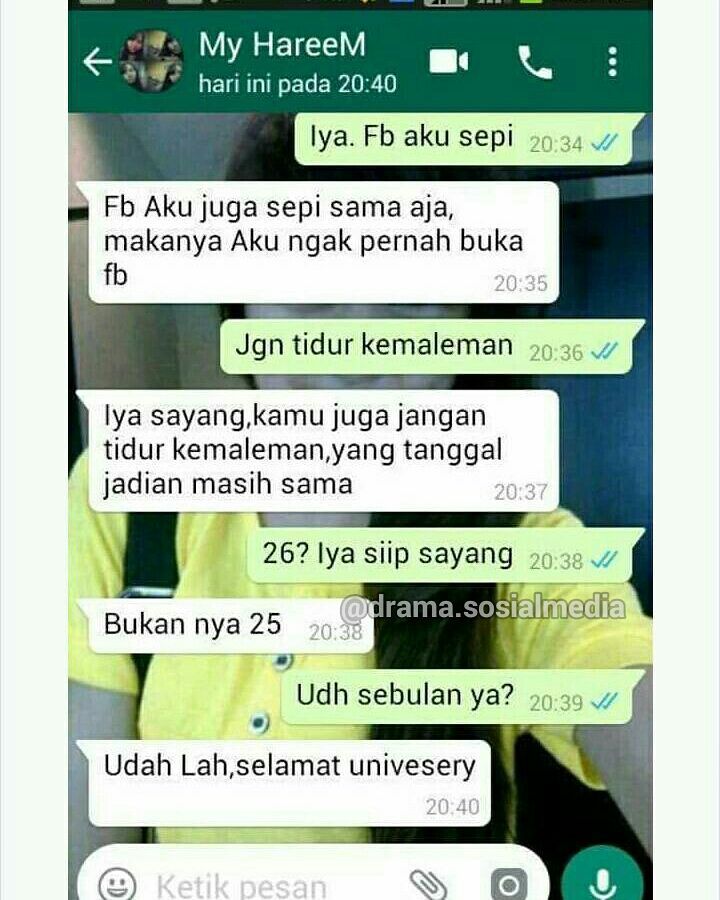 My HareeM
hari ini pada 20:40
Iya. Fb aku sepi 20:34
Fb Aku juga sepi sama aja,
makanya Aku ngak pernah buka
fb
20:35
Jgn tidur kemaleman 20:36
Iya sayang,kamu juga jangan
tidur kemaleman,yang tanggal
jadian masih sama
20:37
26? Iya siip sayang 20:38
@drama.sosialmedia
Bukan nya 25 20:38
Udh sebulan ya? 20:39
Udah Lah,selamat univesery
20:40
Ketik pesan